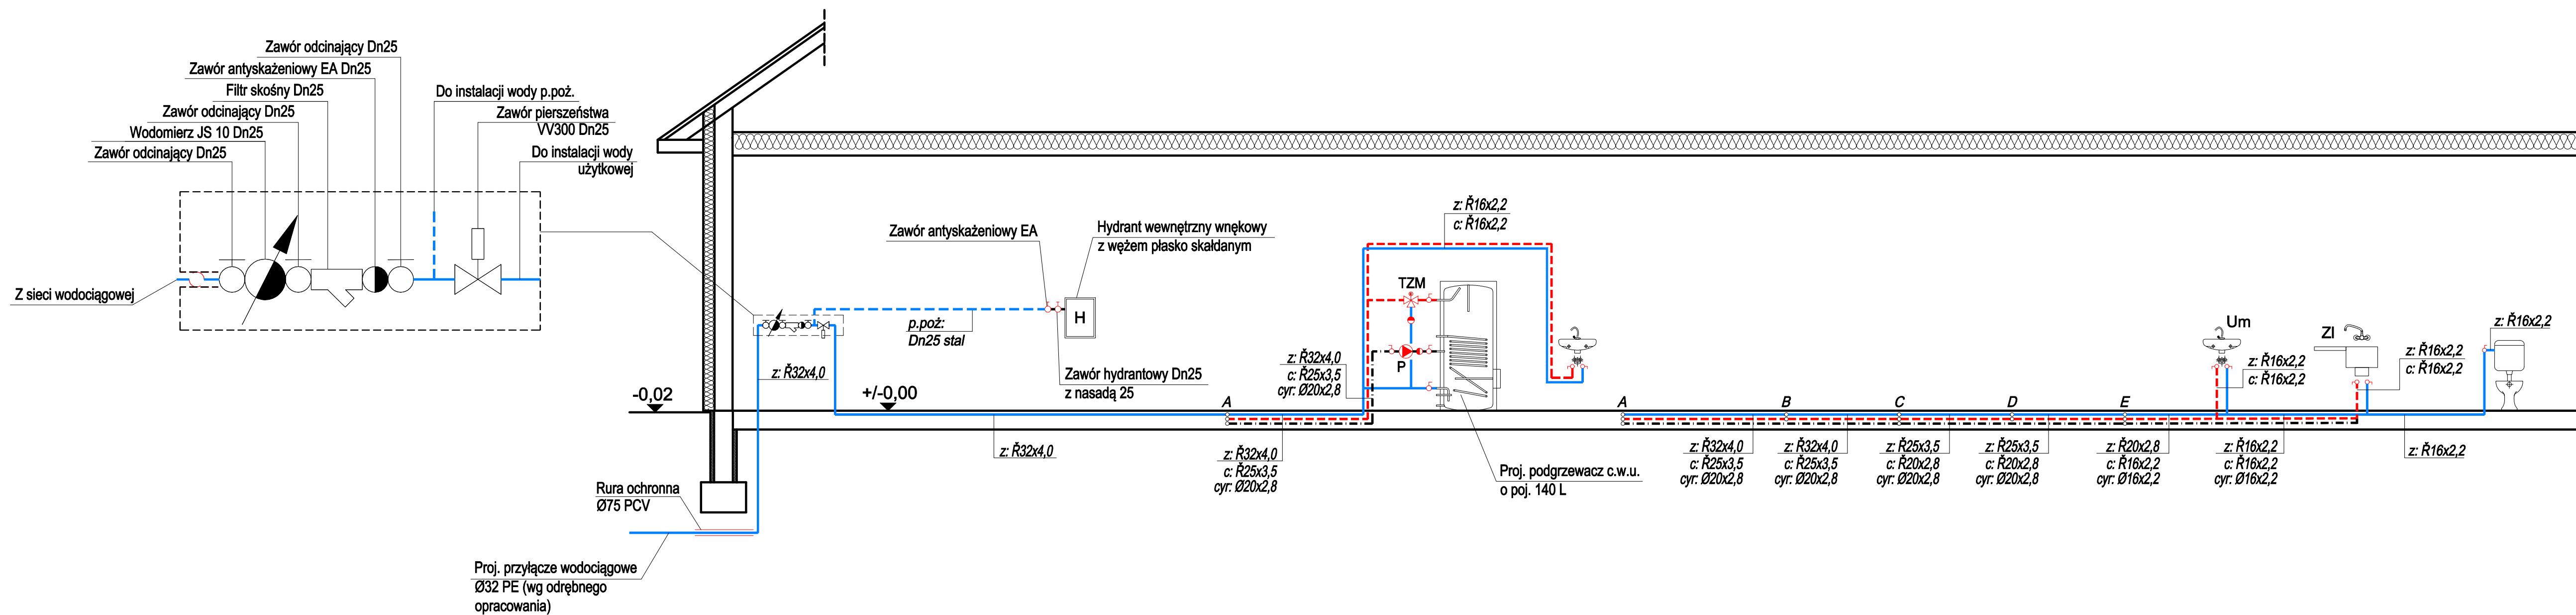 Zawór odcinający Dn25
Zawór antyskażeniowy EA Dn25
Filtr skośny Dn25
Zawór odcinający Dn25
Wodomierz JS 10 Dn25
Zawór odcinający Dn25
Do instalacji wody p.poż.
Zawór pierszeństwa
VV300 Dn25
Do instalacji wody
użytkowej
Z sieci wodociągowej
Zawór antyskażeniowy EA
Hydrant wewnętrzny wnękowy
z wężem płasko skałdanym
H
p.poż:
Dn25 stal
Zawór hydrantowy Dn25
z nasadą 25
z: Ř32x4,0
-0,02
+/-0,00
z: Ř32x4,0
Rura ochronna
Ø75 PCV
Proj. przyłącze wodociągowe
Ø32 PE (wg odrębnego
opracowania)
A
z: Ř32x4,0
c: Ř25x3,5
cyr: Ø20x2,8
z: Ř32x4,0
c: Ř25x3,5
cyr: Ø20x2,8
z: Ř16x2,2
c: Ř16x2,2
TZM
P
Proj. podgrzewacz c.w.u.
o poj. 140 L
A
B
C
D
E
z: Ř32x4,0
c: Ř25x3,5
cyr: Ø20x2,8
z: Ř32x4,0
c: Ř25x3,5
cyr: Ø20x2,8
z: Ř25x3,5
c: Ř20x2,8
cyr: Ø20x2,8
z: Ř25x3,5
c: Ř20x2,8
cyr: Ø20x2,8
z: Ř20x2,8
c: Ř16x2,2
cyr: Ø16x2,2
z: Ř16x2,2
c: Ř16x2,2
cyr: Ø16x2,2
Um
z: Ř16x2,2
c: Ř16x2,2
Zl
z: Ř16x2,2
c: Ř16x2,2
z: Ř16x2,2
z: Ř16x2,2